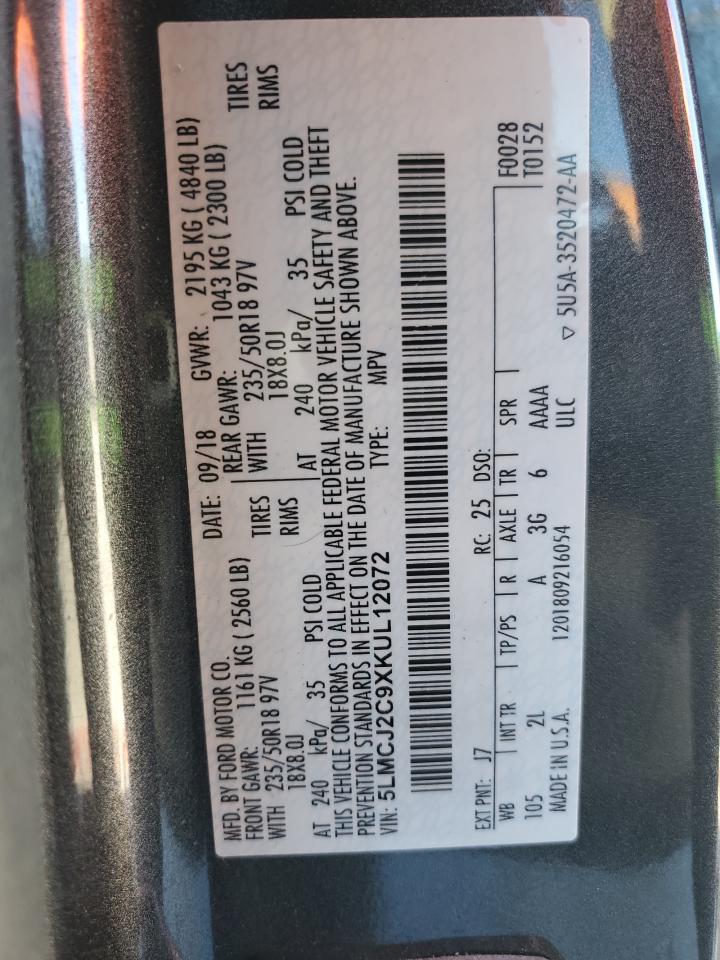 MFD. BY FORD MOTOR CO.
DATE: 09/18 GVWR: 2195 KG ( 4840 LB)
FRONT GAWR: 1161 KG ( 2560 LB) REAR GAWR: 1043 KG ( 2300 LB)
WITH 235/50R18 97V TIRES WITH 235/50R18 97V TIRES
18X8.0J RIMS 18X8.0J RIMS
AT 240 kPa/ 35 PSI COLD AT 240 kPa/ 35 PSI COLD
THIS VEHICLE CONFORMS TO ALL APPLICABLE FEDERAL MOTOR VEHICLE SAFETY AND THEFT
PREVENTION STANDARDS IN EFFECT ON THE DATE OF MANUFACTURE SHOWN ABOVE.
VIN: 5LMCJ2C9XKUL12072 TYPE: MPV
EXT PNT: J7 RC: 25 DSO: F0028
WB INT TR TP/PS R AXLE TR SPR T0152
105 2L A 3G 6 AAAA
MADE IN U.S.A. 1201809216054 ULC ▽ 5U5A-3520472-AA